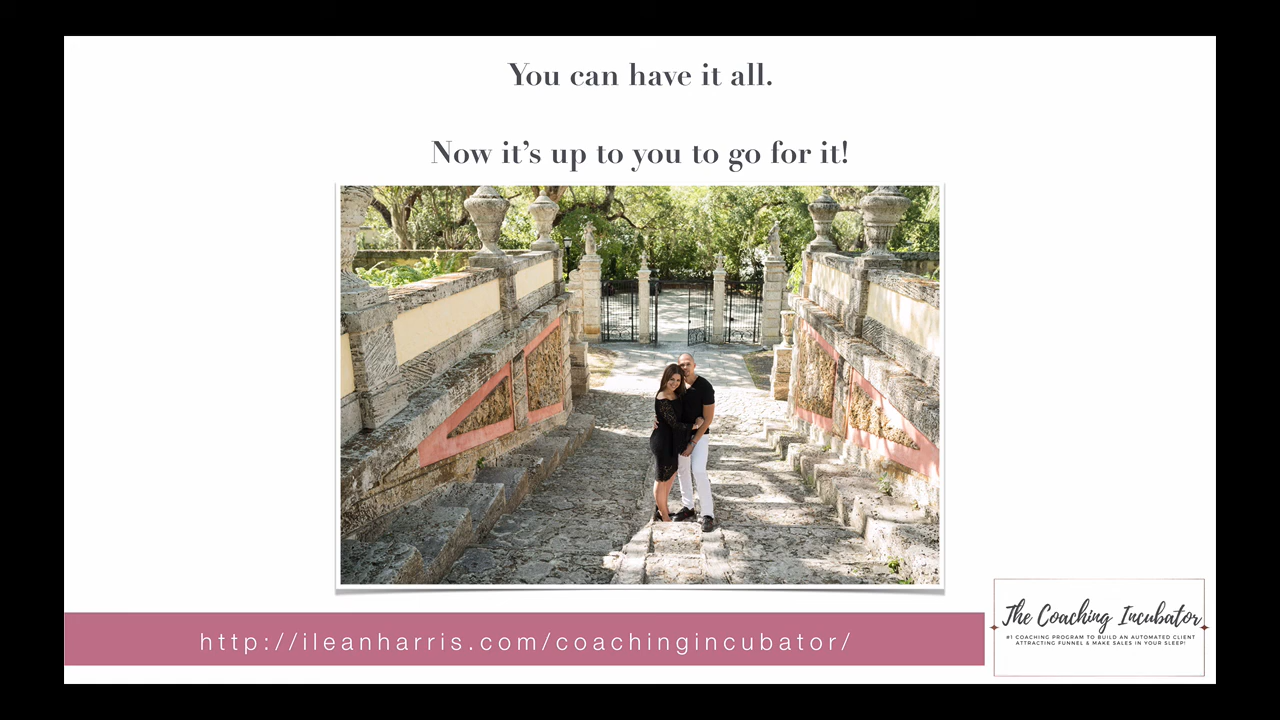 You can have it all.
Now it's up to you to go for it!
http://ileanharris.com/coachingincubator/
The Coaching Incubator
#1 COACHING PROGRAM TO BUILD AN AUTOMATED CLIENT
ATTRACTING FUNNEL & MAKE SALES IN YOUR SLEEP!